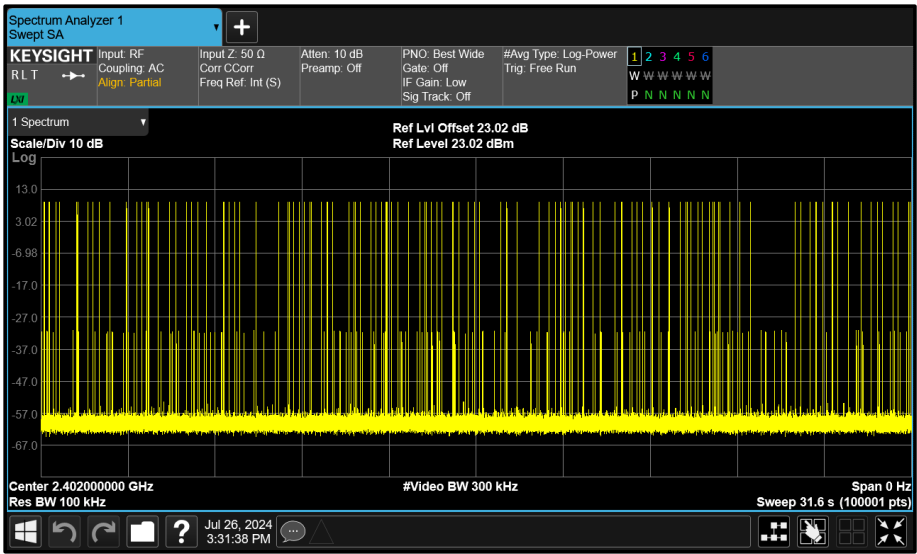 Spectrum Analyzer 1
Swept SA
+
KEYSIGHT Input: RF Input Z: 50 Ω Atten: 10 dB PNO: Best Wide #Avg Type: Log-Power 1 2 3 4 5 6
RLT Coupling: AC Corr CCorr Preamp: Off Gate: Off Trig: Free Run W W W W W W
Align: Partial Freq Ref: Int (S) IF Gain: Low
LXI Sig Track: Off P N N N N N
1 Spectrum
Ref Lvl Offset 23.02 dB
Scale/Div 10 dB Ref Level 23.02 dBm
Log
13.0
3.02
-6.98
-17.0
-27.0
-37.0
-47.0
-57.0
-67.0
Center 2.402000000 GHz #Video BW 300 kHz Span 0 Hz
Res BW 100 kHz Sweep 31.6 s (100001 pts)
? Jul 26, 2024
3:31:38 PM